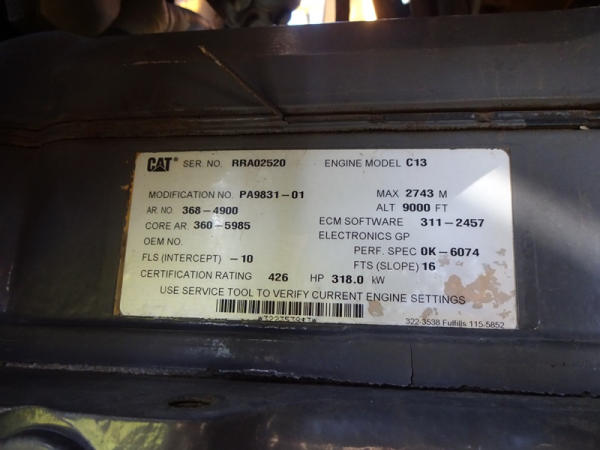 CAT® SER. NO. RRA02520 ENGINE MODEL C13
MODIFICATION NO. PA9831-01 MAX 2743 M
AR. NO. 368-4900 ALT 9000 FT
CORE AR. 360-5985 ECM SOFTWARE 311-2457
OEM NO. ELECTRONICS GP
FLS (INTERCEPT) -10 PERF. SPEC 0K-6074
FTS (SLOPE) 16
CERTIFICATION RATING 426 HP 318.0 kW
USE SERVICE TOOL TO VERIFY CURRENT ENGINE SETTINGS
322-3538 Fulfills 115-5852